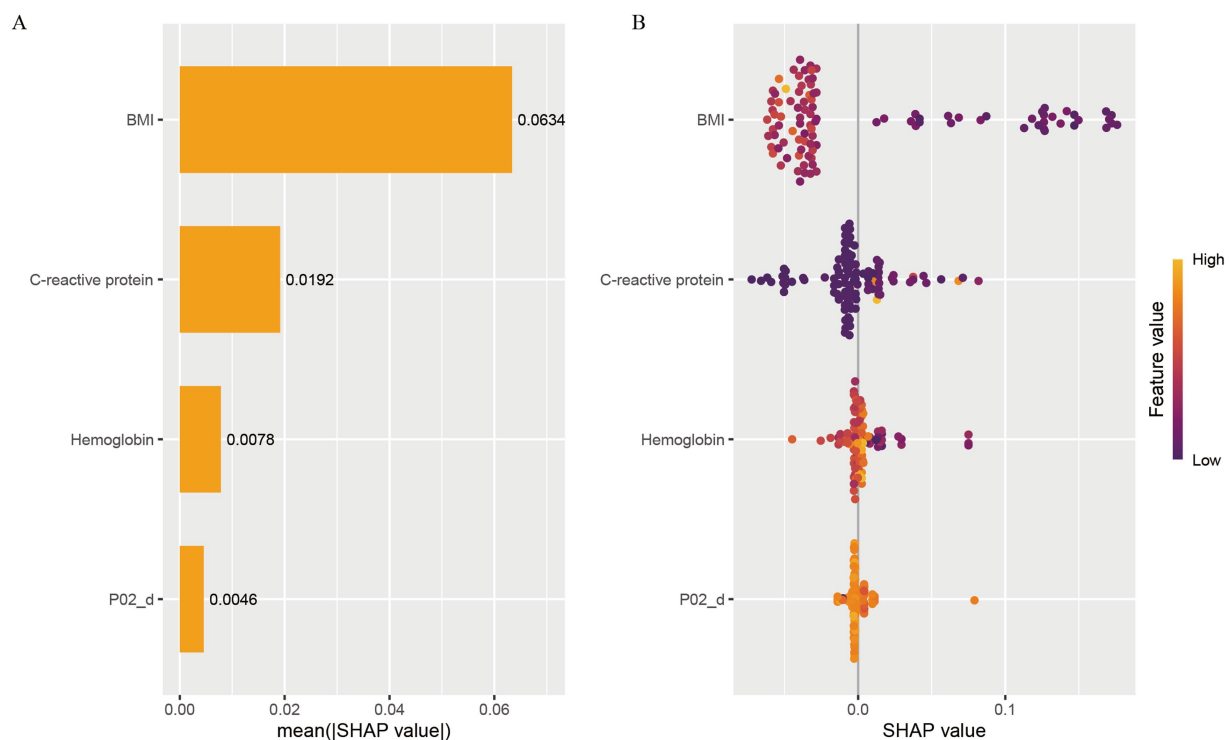 A
BMI
0.0634
C-reactive protein
0.0192
Hemoglobin
0.0078
P02_d
0.0046
0.00 0.02 0.04 0.06
mean(|SHAP value|)
B
BMI
C-reactive protein
Hemoglobin
P02_d
0.0 0.1
SHAP value
High
Low
Feature value